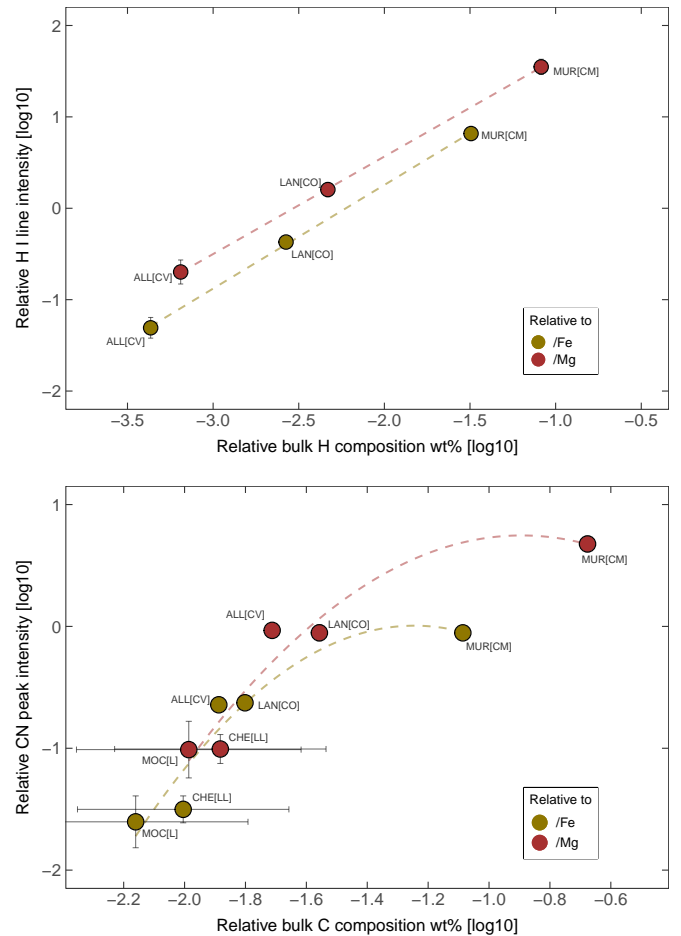 2
1
0
−1
−2
Relative H I line intensity [log10]
MUR[CM]
MUR[CM]
LAN[CO]
LAN[CO]
ALL[CV]
ALL[CV]
Relative to
/Fe
/Mg
−3.5 −3.0 −2.5 −2.0 −1.5 −1.0 −0.5
Relative bulk H composition wt% [log10]
1
0
−1
−2
Relative CN peak intensity [log10]
MUR[CM]
ALL[CV]
LAN[CO]
MUR[CM]
ALL[CV]
LAN[CO]
CHE[LL]
MOC[L]
CHE[LL]
MOC[L]
Relative to
/Fe
/Mg
−2.2 −2.0 −1.8 −1.6 −1.4 −1.2 −1.0 −0.8 −0.6
Relative bulk C composition wt% [log10]